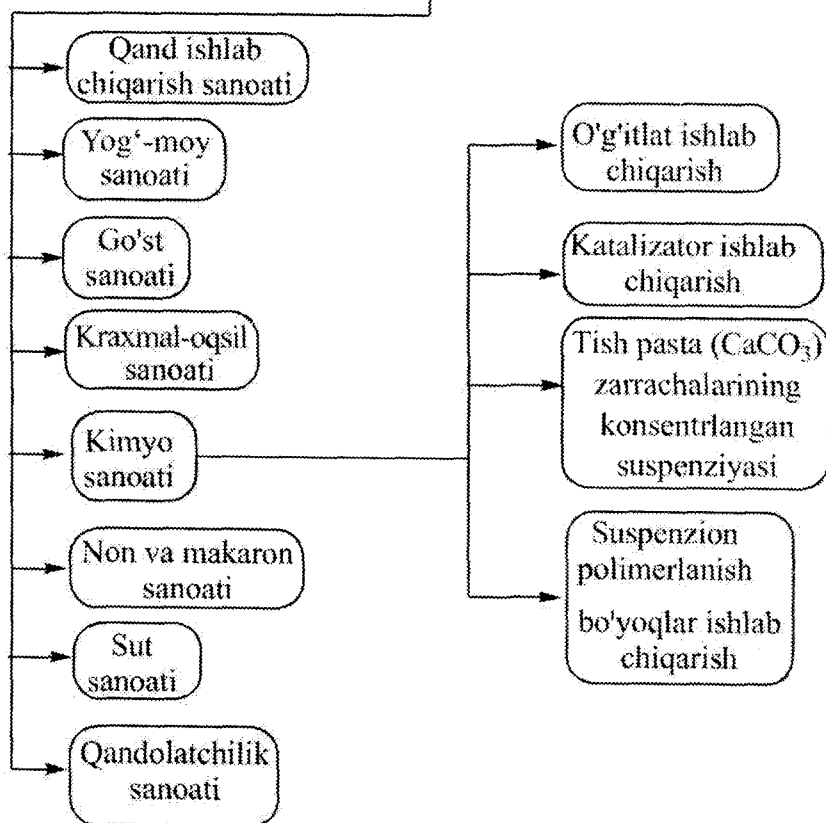 Qand ishlab
chiqarish sanoati
Yog‘-moy
sanoati
Go'st
sanoati
Kraxmal-oqsil
sanoati
Kimyo
sanoati
Non va makaron
sanoati
Sut
sanoati
Qandolatchilik
sanoati
O'g'itlat ishlab
chiqarish
Katalizator ishlab
chiqarish
Tish pasta (CaCO₃)
zarrachalarining
konsentrlangan
suspenziyasi
Suspenzion
polimerlanish
bo'yoqlar ishlab
chiqarish